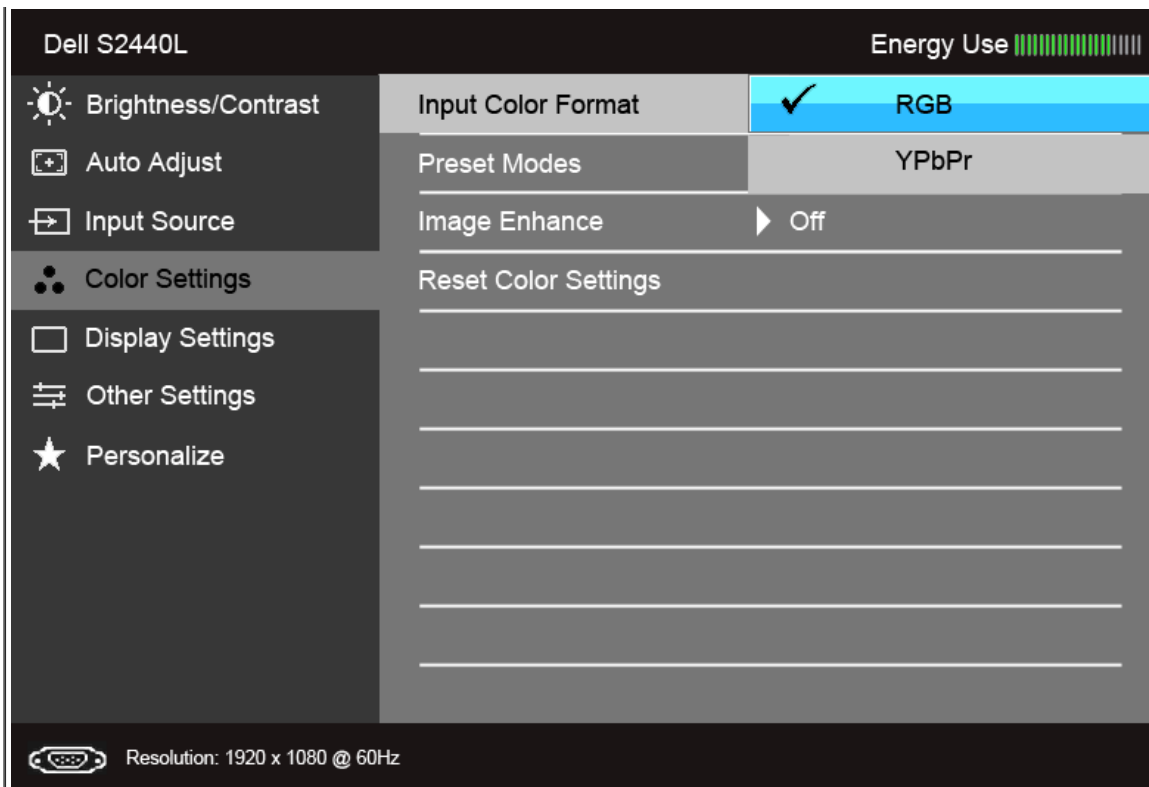 Dell S2440L
Energy Use
Brightness/Contrast
Auto Adjust
Input Source
Color Settings
Display Settings
Other Settings
Personalize
Input Color Format
RGB
YPbPr
Preset Modes
Image Enhance
Off
Reset Color Settings
Resolution: 1920 x 1080 @ 60Hz